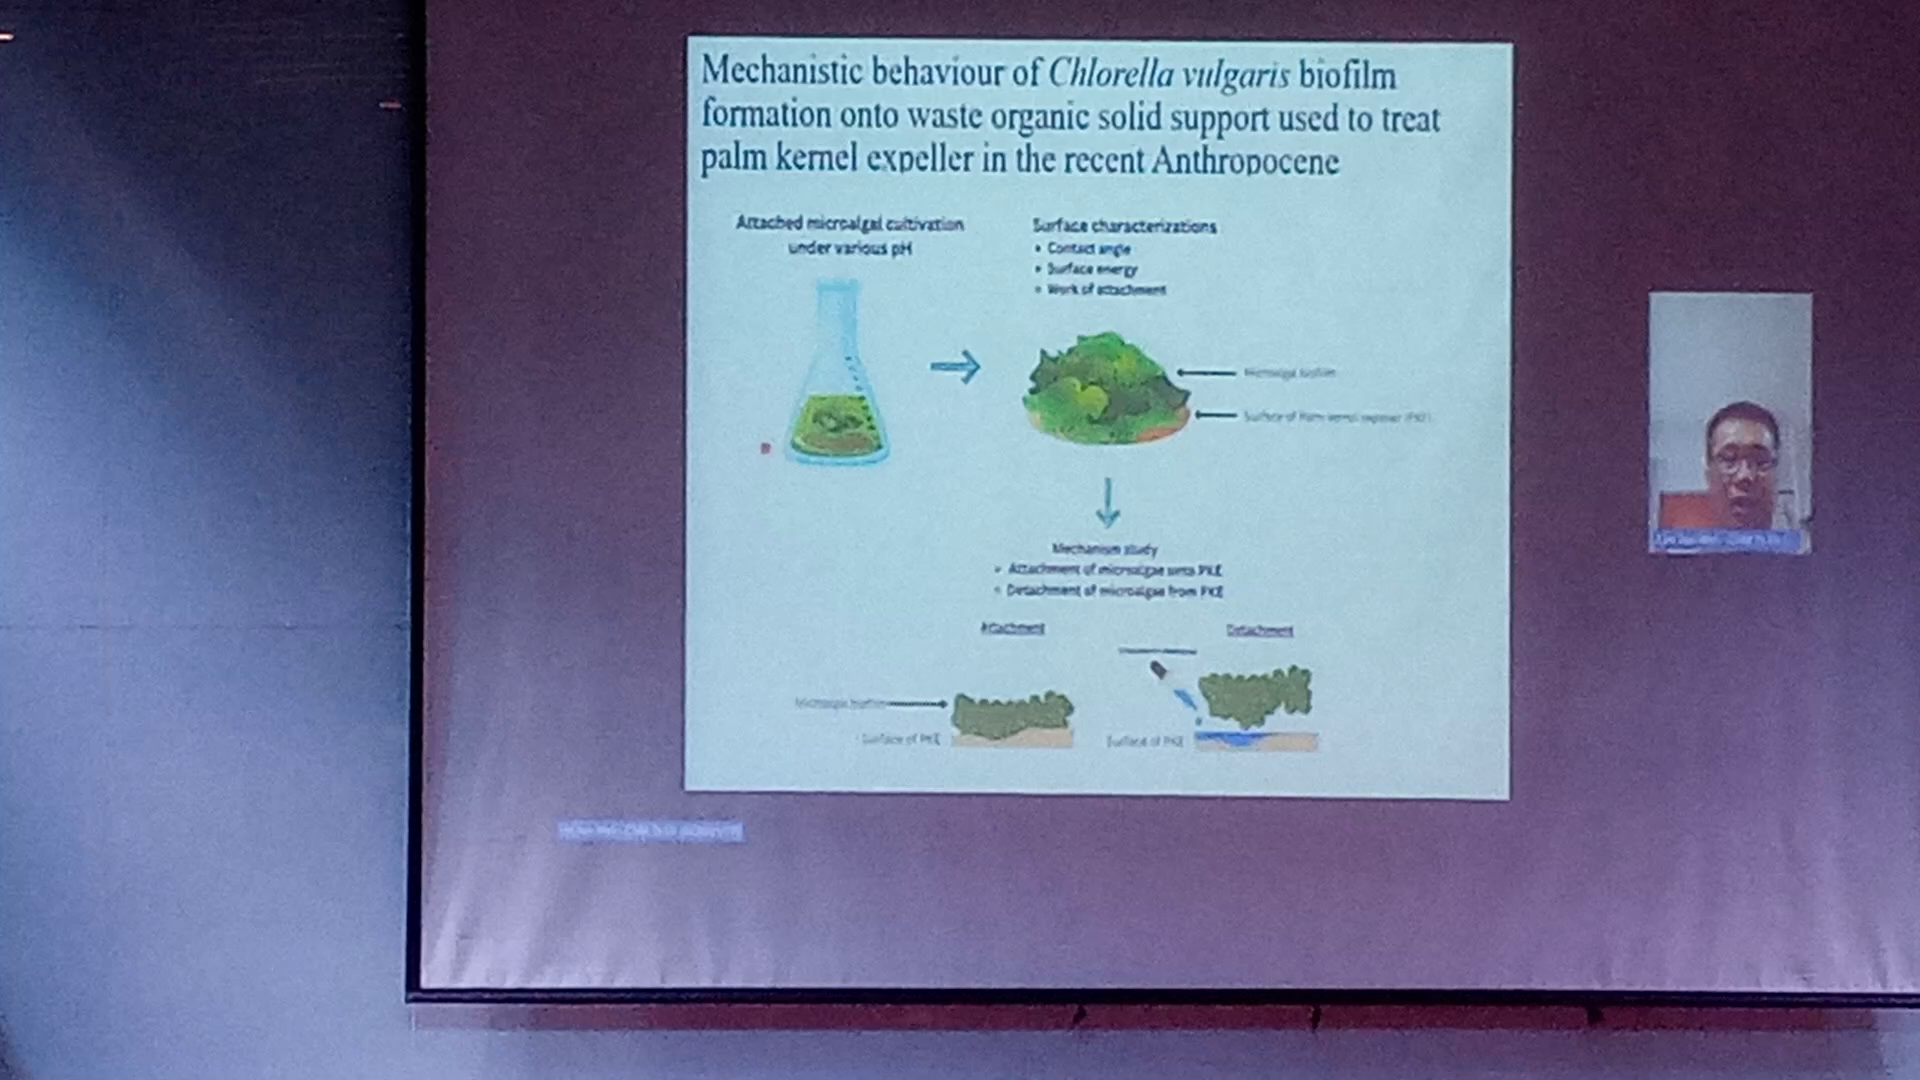 Mechanistic behaviour of Chlorella vulgaris biofilm
formation onto waste organic solid support used to treat
palm kernel expeller in the recent Anthropocene
Attached microalgal cultivation
under various pH
Surface characterizations
• Contact angle
• Surface energy
• Work of attachment
Microalgal biofilm
Surface of Palm kernel expeller (PKE)
Mechanism study
• Attachment of microalgae onto PKE
• Detachment of microalgae from PKE
Attachment
Detachment
Microalgal biofilm
Surface of PKE
Surface of PKE